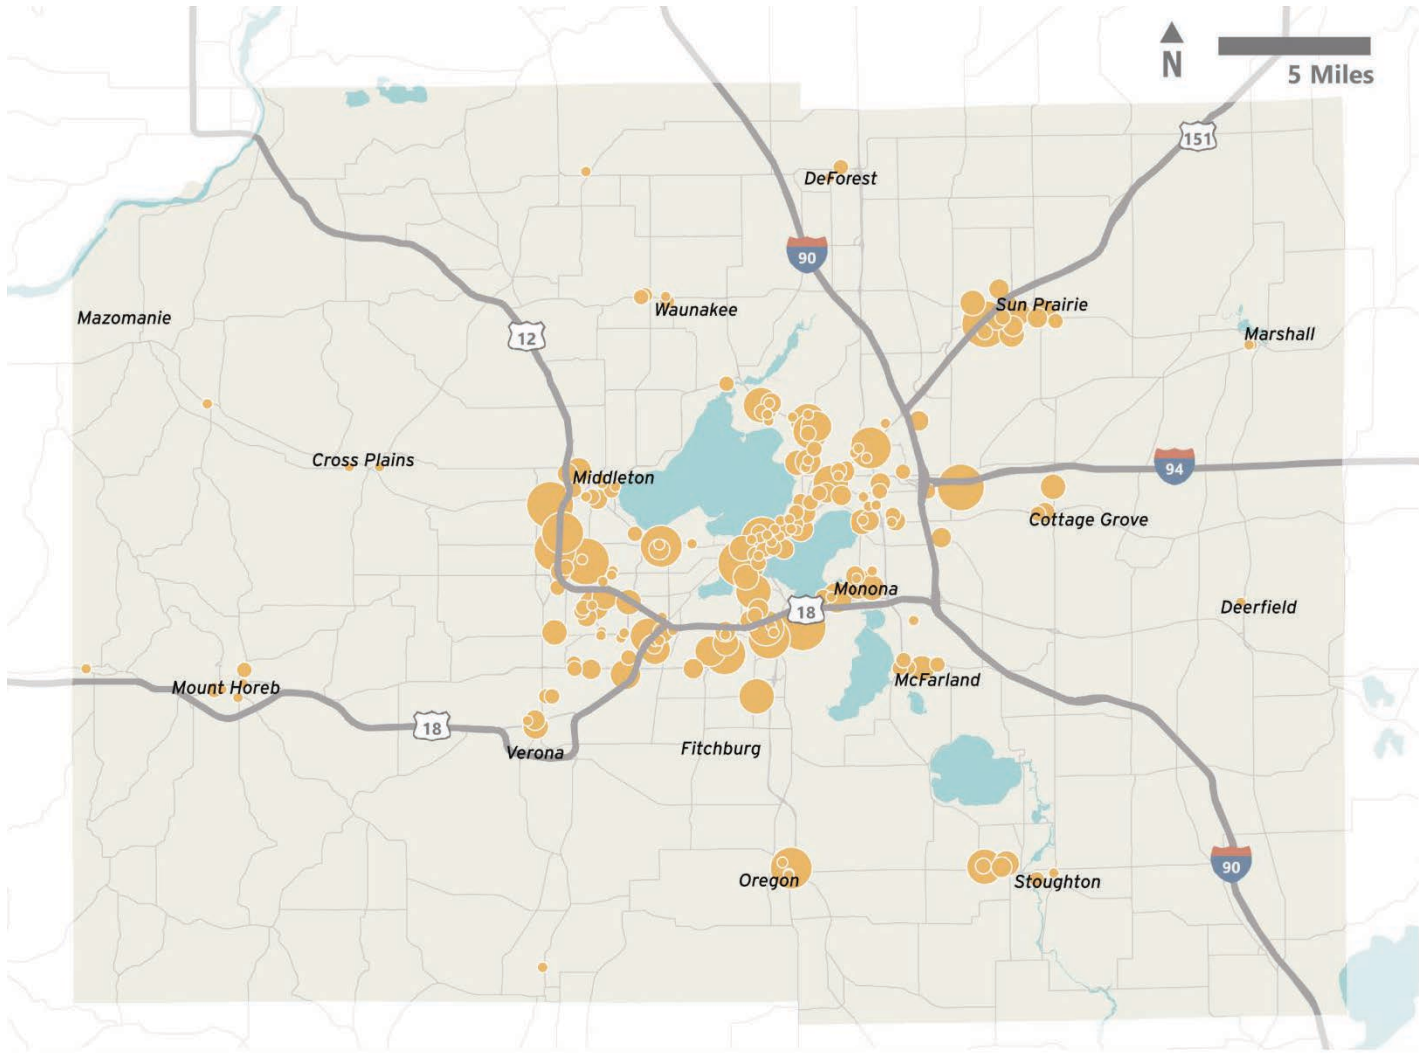 N
5 Miles
151
DeForest
90
Sun Prairie
Waunakee
Mazomanie
12
Marshall
Cross Plains
Middleton
94
Cottage Grove
Monona
18
Deerfield
McFarland
Mount Horeb
18
Verona
Fitchburg
90
Oregon
Stoughton